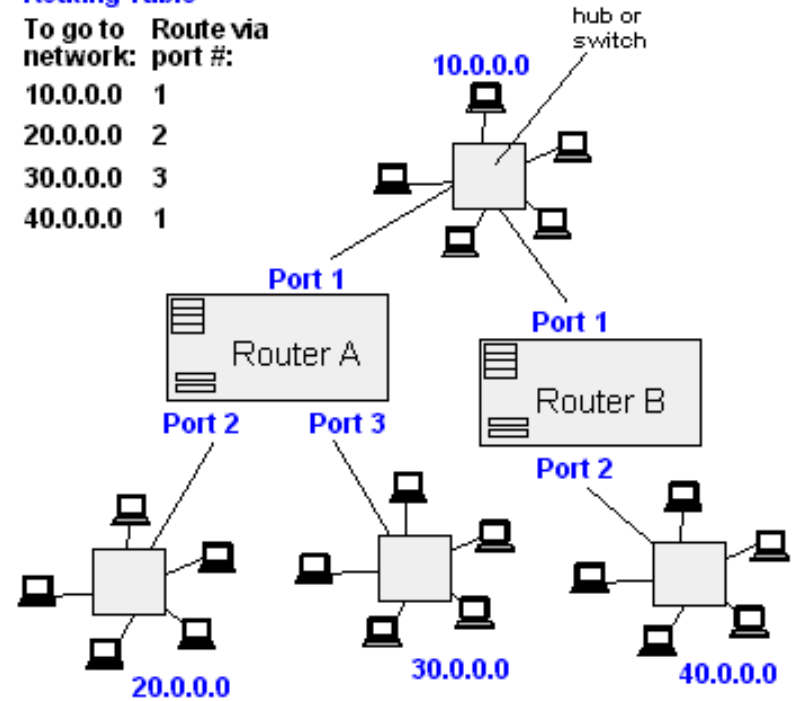 Routing Table
To go to network: Route via port #:
10.0.0.0 1
20.0.0.0 2
30.0.0.0 3
40.0.0.0 1
hub or
switch
10.0.0.0
Port 1
Router A
Port 2 Port 3
Port 1
Router B
Port 2
20.0.0.0
30.0.0.0
40.0.0.0